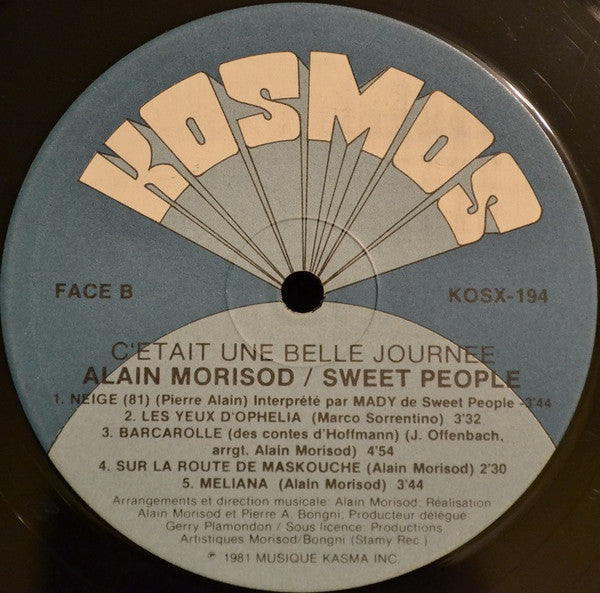 KOSMOS
FACE B
KOSX-194
C'ETAIT UNE BELLE JOURNEE
ALAIN MORISOD / SWEET PEOPLE
1. NEIGE (81) (Pierre Alain) Interprété par MADY de Sweet People -3'44
2. LES YEUX D'OPHELIA (Marco Sorrentino) 3'32
3. BARCAROLLE (des contes d'Hoffmann) (J. Offenbach,
arrgt. Alain Morisod) 4'54
4. SUR LA ROUTE DE MASKOUCHE (Alain Morisod) 2'30
5. MELIANA (Alain Morisod) 3'44
Arrangements et direction musicale: Alain Morisod, Réalisation
Alain Morisod et Pierre A. Bongni, Producteur délégué
Gerry Plamondon / Sous licence: Productions
Artistiques Morisod/Bongni (Stamy Rec.)
℗ 1981 MUSIQUE KASMA INC.